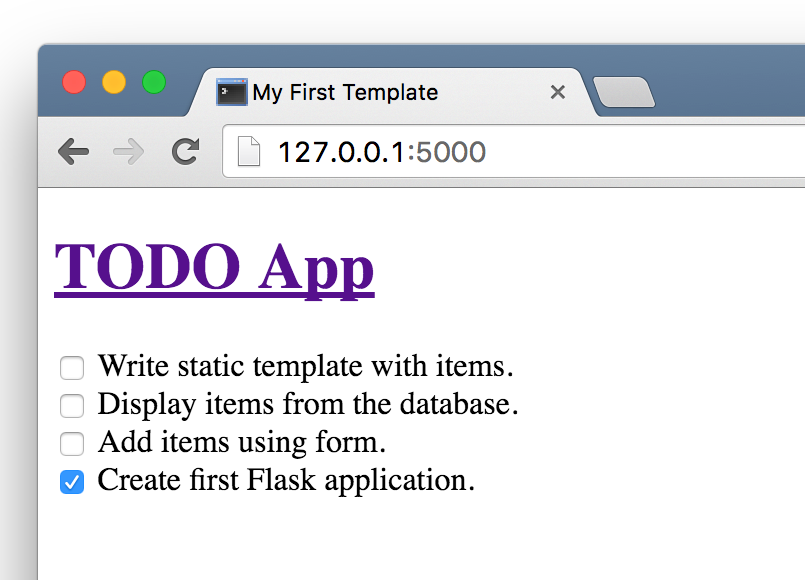 My First Template
127.0.0.1:5000
TODO App
Write static template with items.
Display items from the database.
Add items using form.
Create first Flask application.